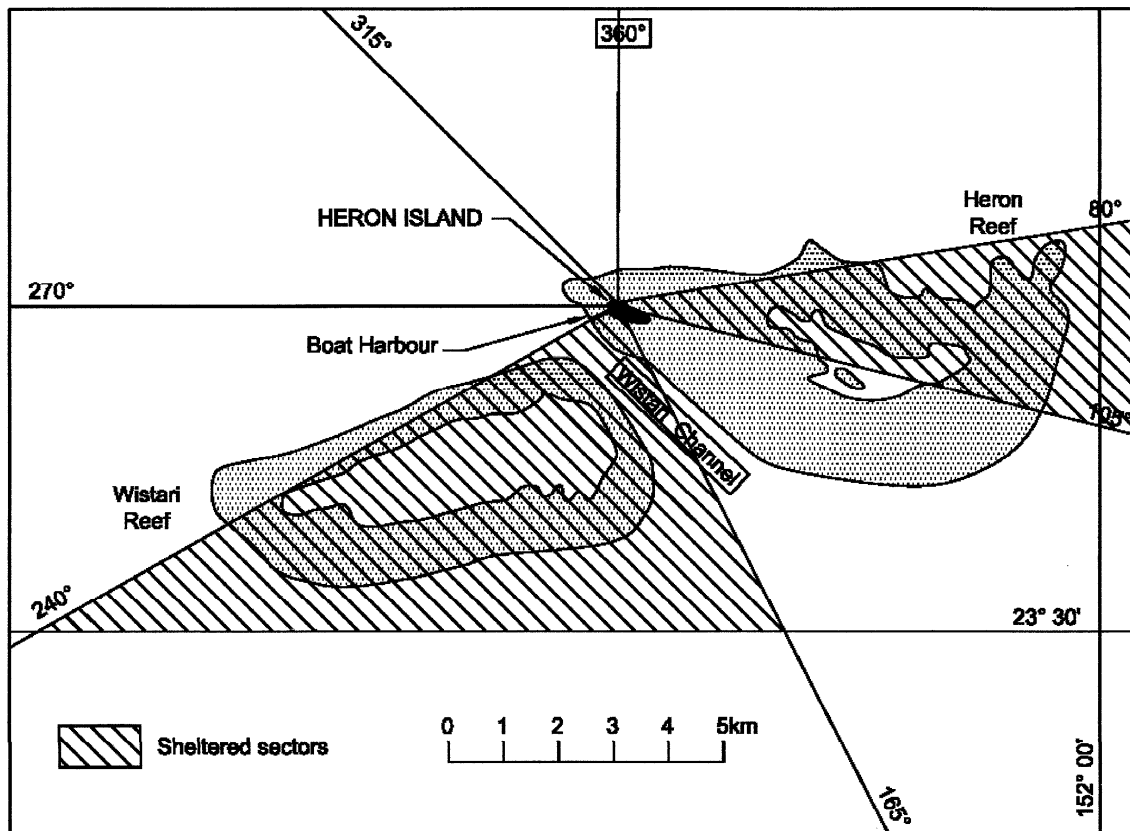 315°
360°
HERON ISLAND
Heron
Reef
80°
270°
Boat Harbour
Wistari Channel
105°
Wistari
Reef
240°
23° 30'
0 1 2 3 4 5km
Sheltered sectors
165°
152° 00'